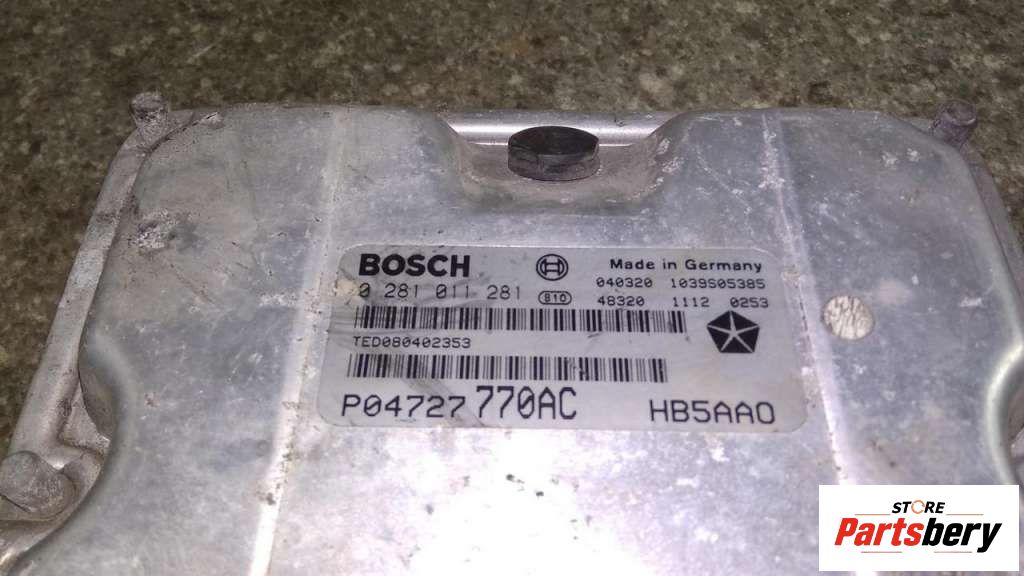 BOSCH
Made in Germany
040320 1039S05385
0 281 011 281 B10
48320 1112 0253
TED080402353
P04727 770AC HB5AA0
STORE
Partsbery